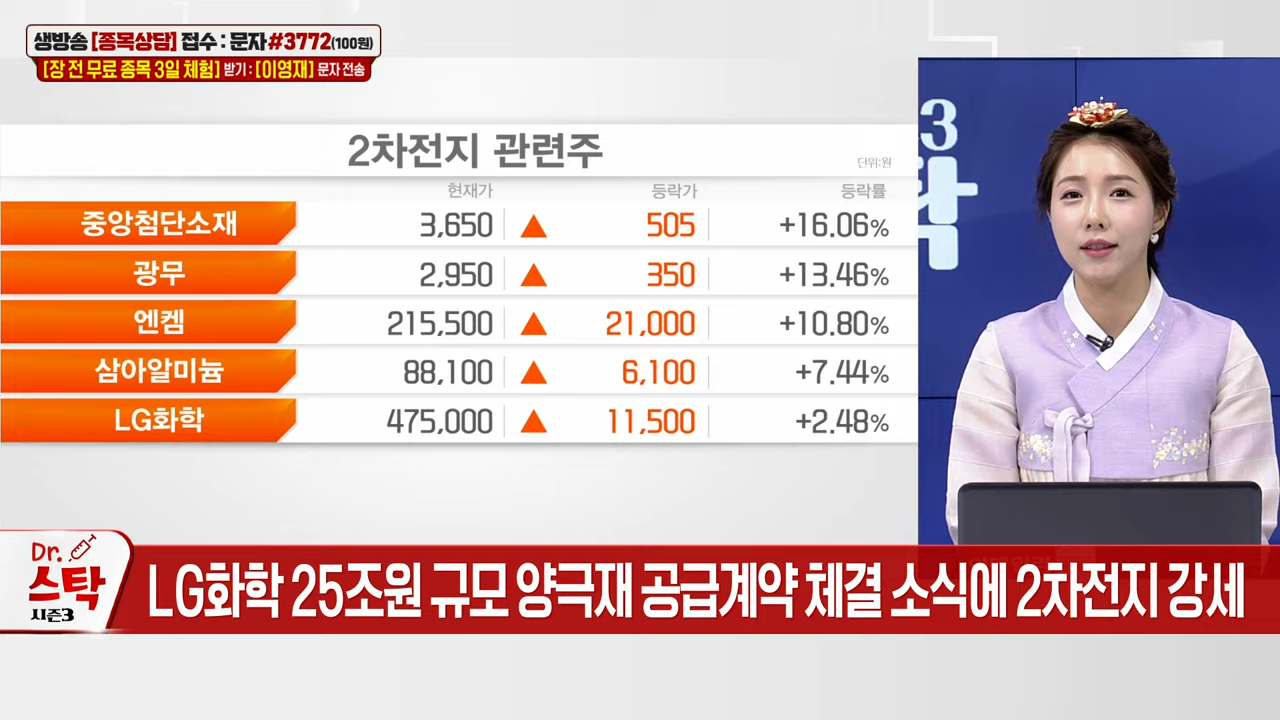 생방송 [종목상담] 접수 : 문자#3772(100원)
[장 전 무료 종목 3일 체험] 받기 : [이영재] 문자 전송
2차전지 관련주
단위:원
현재가 등락가 등락률
중앙첨단소재 3,650 ▲ 505 +16.06%
광무 2,950 ▲ 350 +13.46%
엔켐 215,500 ▲ 21,000 +10.80%
삼아알미늄 88,100 ▲ 6,100 +7.44%
LG화학 475,000 ▲ 11,500 +2.48%
3
탁
Dr.
스탁
시즌3
LG화학 25조원 규모 양극재 공급계약 체결 소식에 2차전지 강세